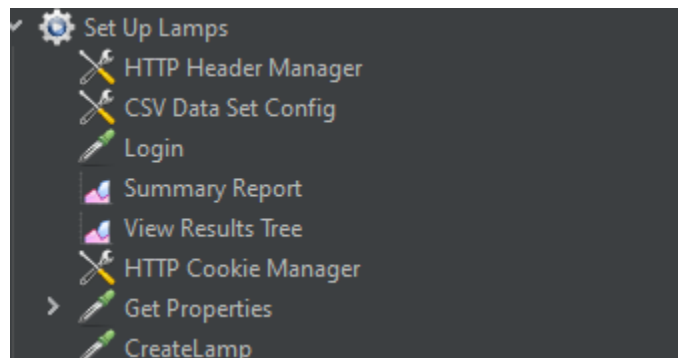 Set Up Lamps
HTTP Header Manager
CSV Data Set Config
Login
Summary Report
View Results Tree
HTTP Cookie Manager
Get Properties
CreateLamp